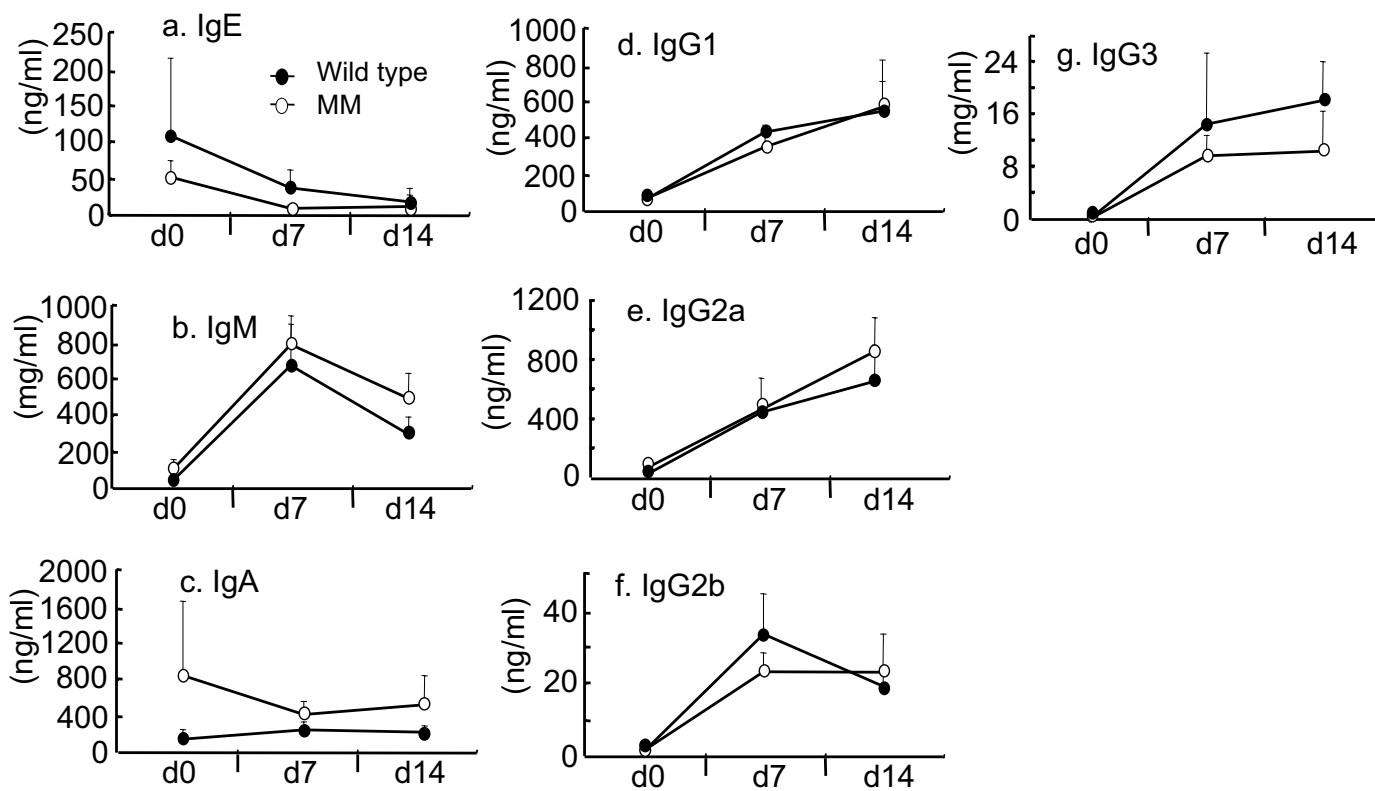 a. IgE
(ng/ml)
250
200
150
100
50
0
Wild type
MM
d0 d7 d14
b. IgM
(mg/ml)
1000
800
600
400
200
0
d0 d7 d14
c. IgA
(ng/ml)
2000
1600
1200
800
400
0
d0 d7 d14
d. IgG1
(ng/ml)
1000
800
600
400
200
0
d0 d7 d14
e. IgG2a
(ng/ml)
1200
800
400
0
d0 d7 d14
f. IgG2b
(ng/ml)
40
20
0
d0 d7 d14
g. IgG3
(mg/ml)
24
16
8
0
d0 d7 d14